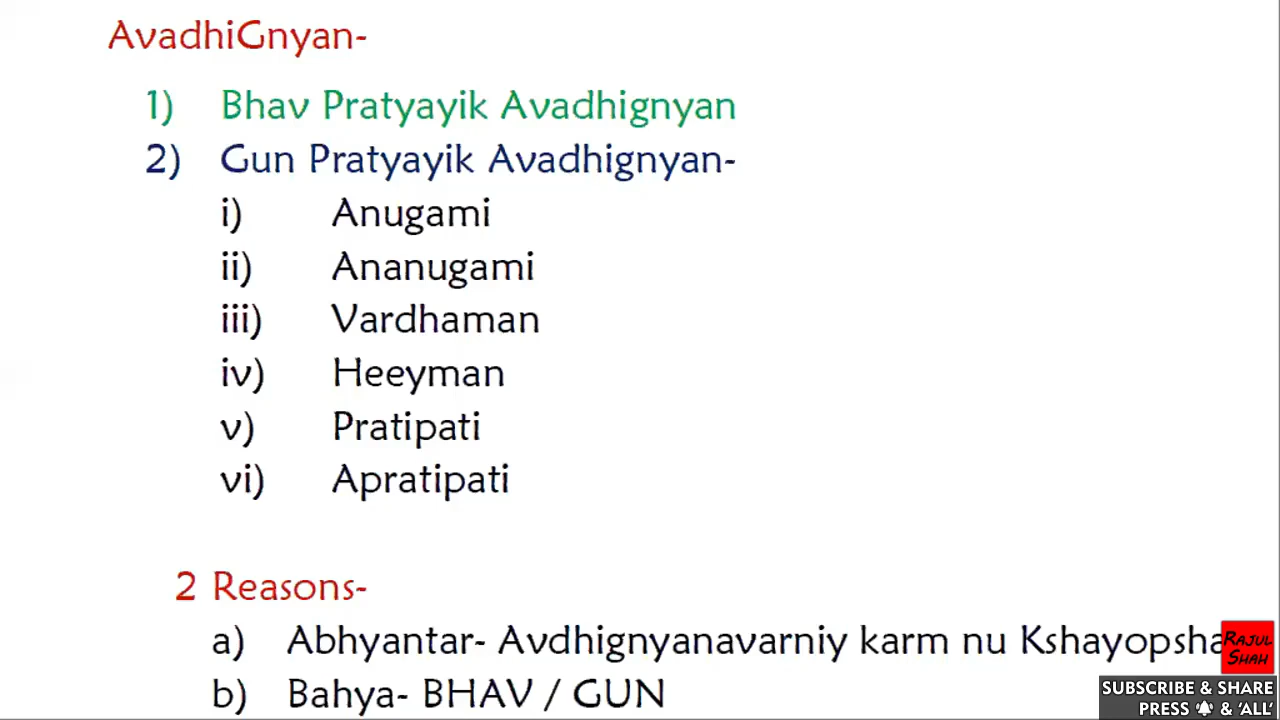 AvadhiGnyan-
1) Bhav Pratyayik Avadhignyan
2) Gun Pratyayik Avadhignyan-
i) Anugami
ii) Ananugami
iii) Vardhaman
iv) Heeyman
v) Pratipati
vi) Apratipati
2 Reasons-
a) Abhyantar- Avdhignyanavarniy karm nu
b) Bahya- BHAV / GUN
RAJUL
SHAH
SUBSCRIBE & SHARE
PRESS 🔔 & 'ALL'